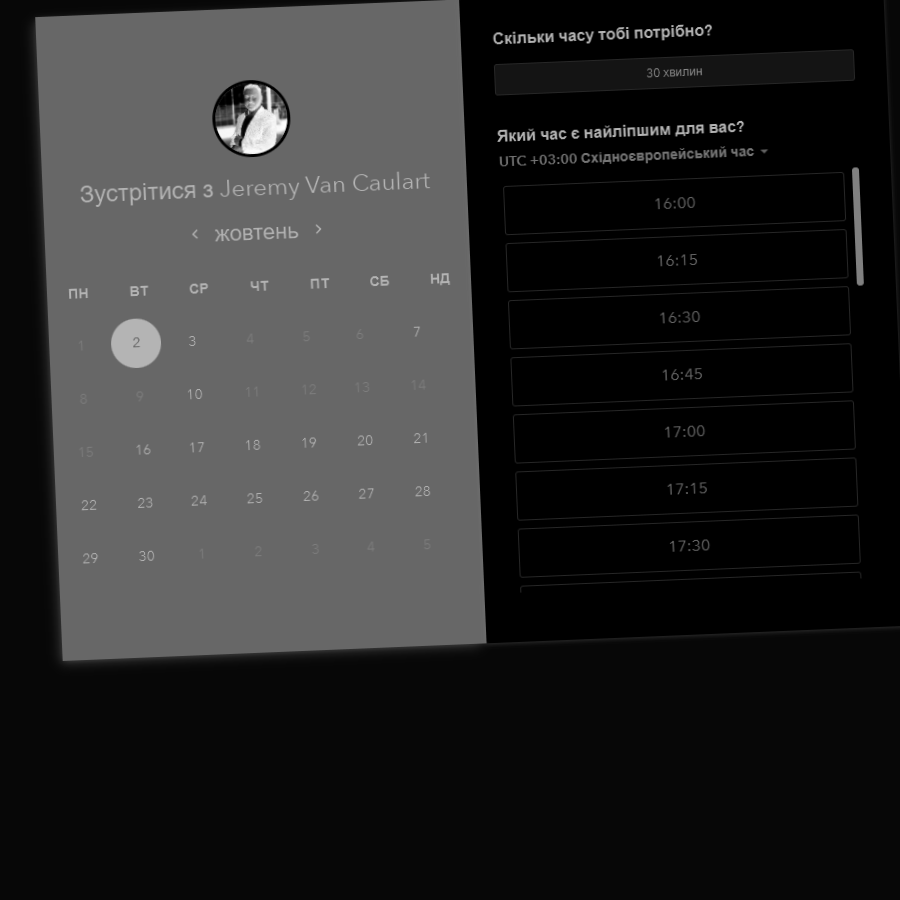 Зустрітися з Jeremy Van Caulart
жовтень
ПН ВТ СР ЧТ ПТ СБ НД
1 2 3 4 5 6 7
8 9 10 11 12 13 14
15 16 17 18 19 20 21
22 23 24 25 26 27 28
29 30 1 2 3 4 5
Скільки часу тобі потрібно?
30 хвилин
Який час є найліпшим для вас?
UTC +03:00 Східноєвропейський час
16:00
16:15
16:30
16:45
17:00
17:15
17:30